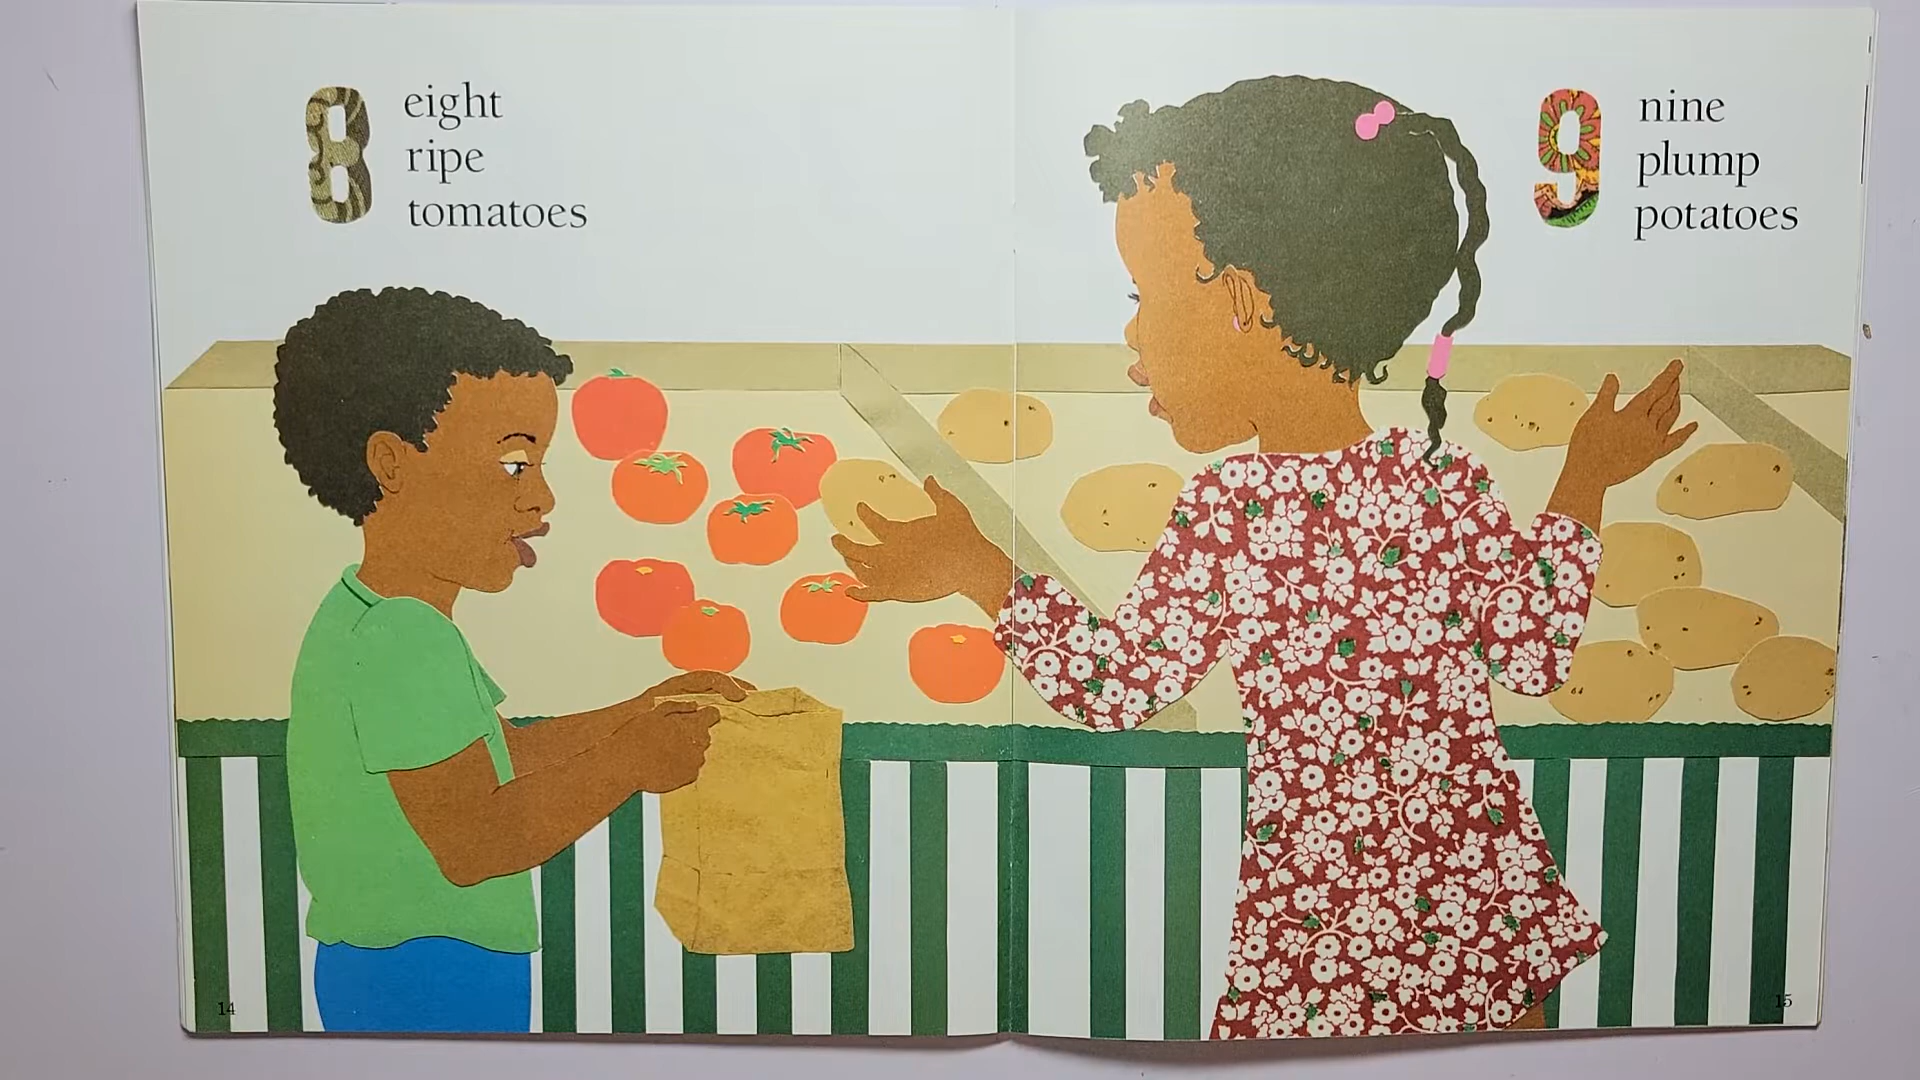 8
eight
ripe
tomatoes
14
9
nine
plump
potatoes
15